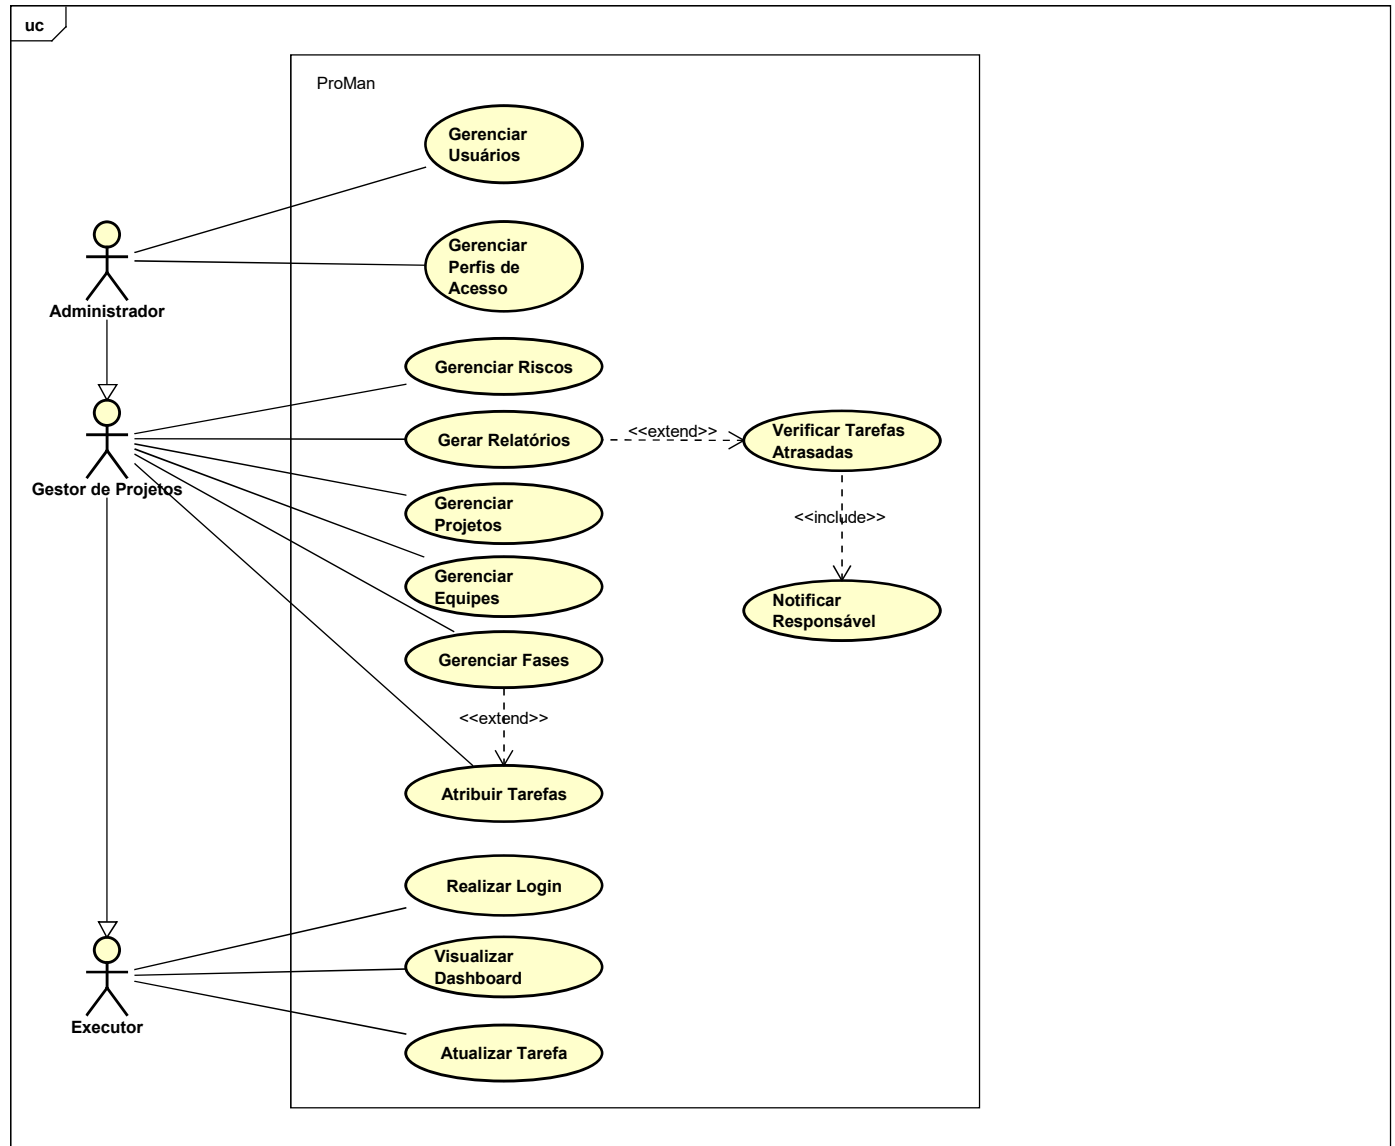 uc
ProMan
Gerenciar
Usuários
Gerenciar
Perfis de
Acesso
Administrador
Gerenciar Riscos
Gestor de Projetos
Gerar Relatórios
<<extend>>
Verificar Tarefas
Atrasadas
Gerenciar
Projetos
<<include>>
Gerenciar
Equipes
Notificar
Responsável
Gerenciar Fases
<<extend>>
Atribuir Tarefas
Realizar Login
Visualizar
Dashboard
Executor
Atualizar Tarefa